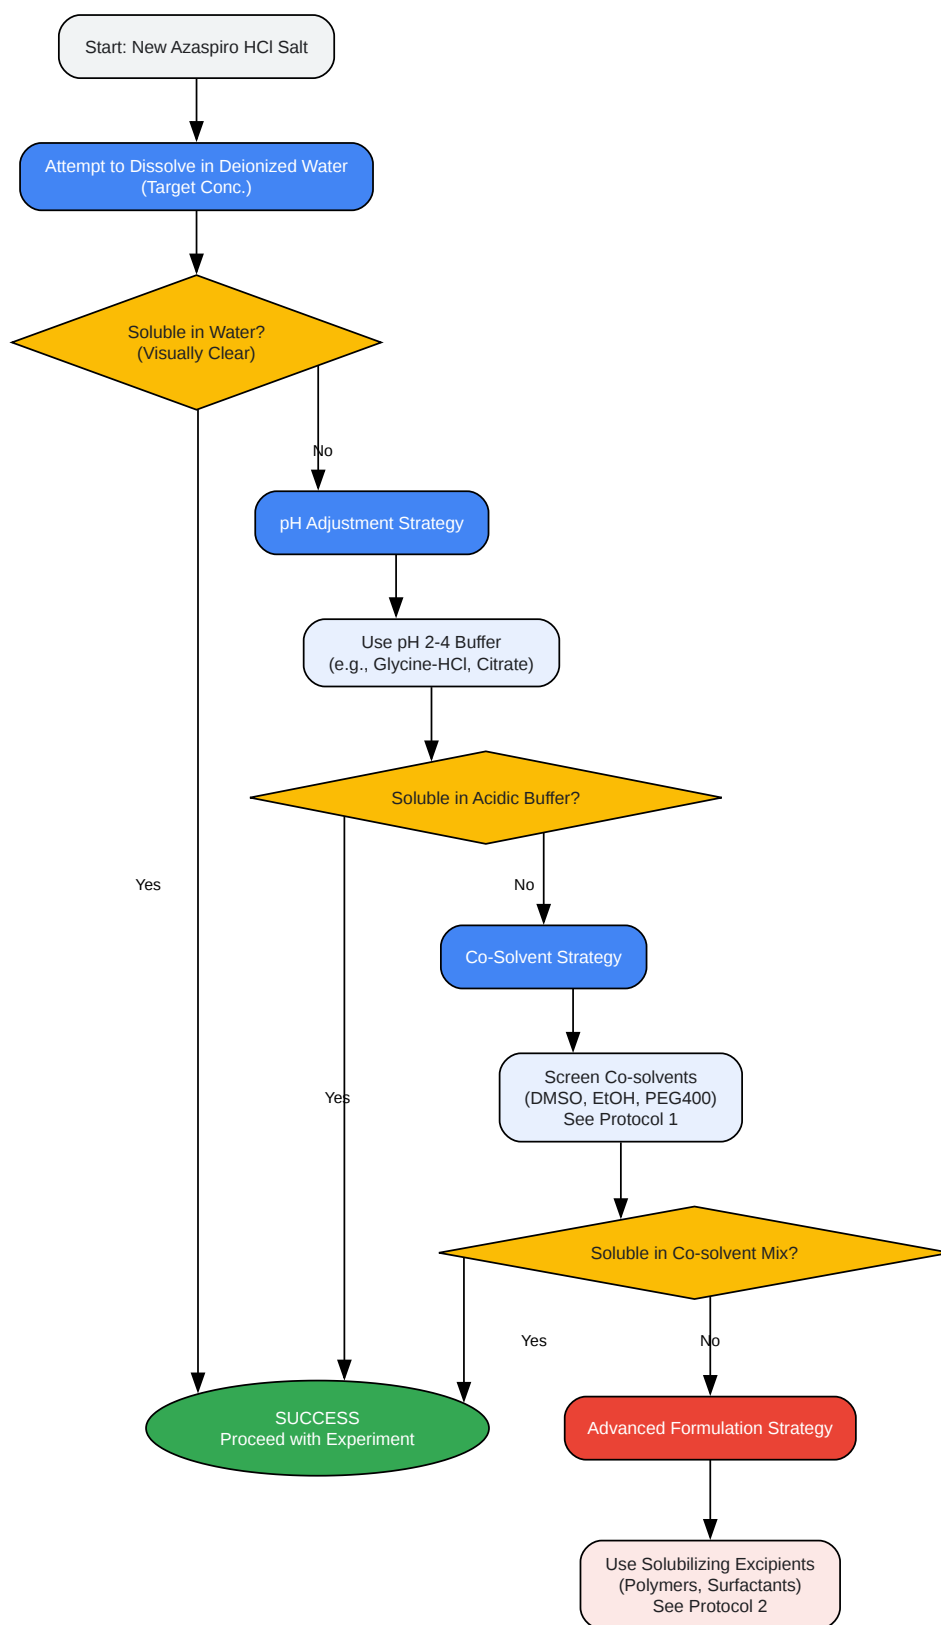 Start: New Azaspiro HCl Salt
Attempt to Dissolve in Deionized Water
(Target Conc.)
Soluble in Water?
(Visually Clear)
No
pH Adjustment Strategy
Use pH 2-4 Buffer
(e.g., Glycine-HCl, Citrate)
Soluble in Acidic Buffer?
Yes
No
Co-Solvent Strategy
Screen Co-solvents
(DMSO, EtOH, PEG400)
See Protocol 1
Yes
Soluble in Co-solvent Mix?
Yes
No
SUCCESS
Proceed with Experiment
Advanced Formulation Strategy
Use Solubilizing Excipients
(Polymers, Surfactants)
See Protocol 2